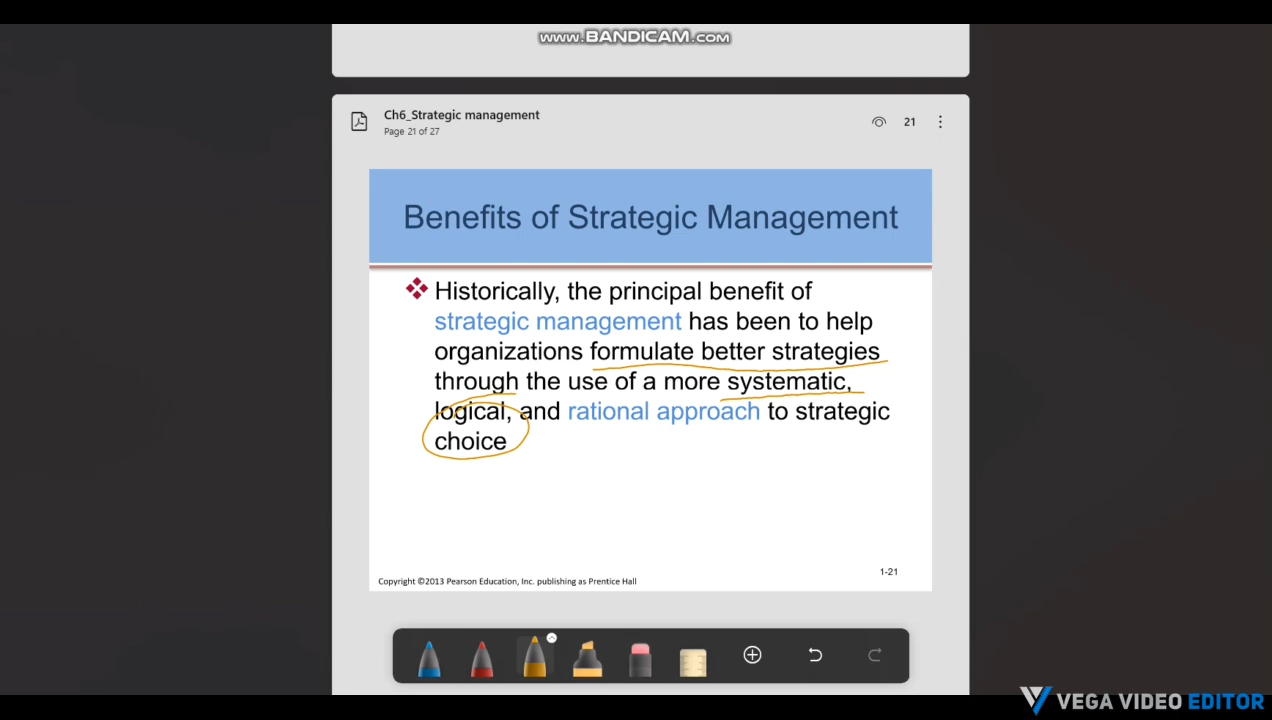 www.BANDICAM.com
Ch6_Strategic management
Page 21 of 27
21
Benefits of Strategic Management
Historically, the principal benefit of
strategic management has been to help
organizations formulate better strategies
through the use of a more systematic,
logical, and rational approach to strategic
choice
1-21
Copyright ©2013 Pearson Education, Inc. publishing as Prentice Hall
VEGA VIDEO EDITOR